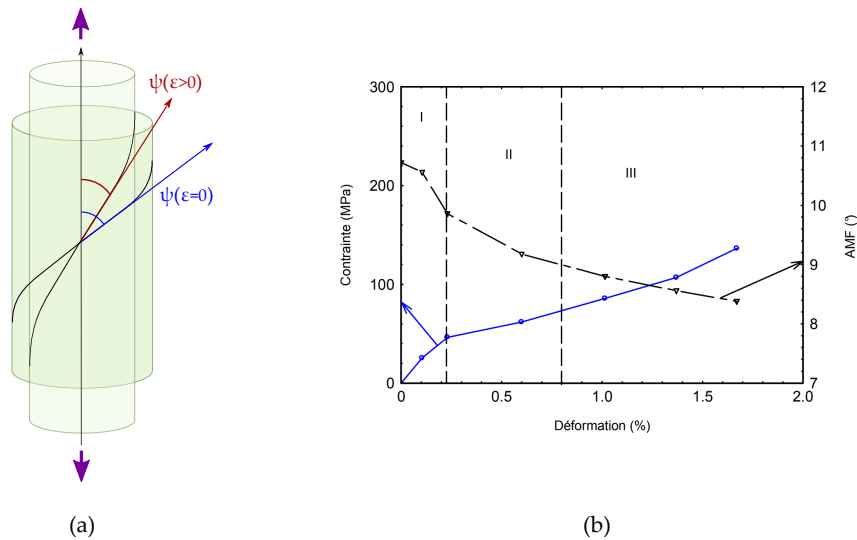 ψ(ε>0)
ψ(ε=0)
(a)
300
200
100
0
Contrainte (MPa)
I
II
III
12
11
10
9
8
7
AMF (°)
0
0.5
1.0
1.5
2.0
Déformation (%)
(b)